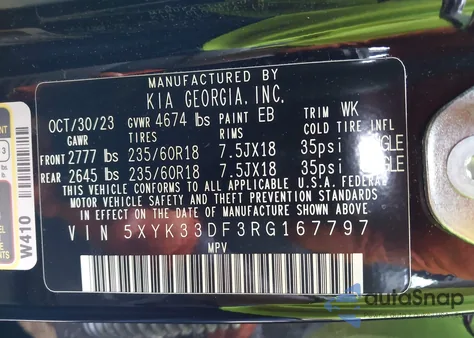 MANUFACTURED BY
KIA GEORGIA, INC.
OCT/30/23 GVWR 4674 lbs PAINT EB TRIM WK
GAWR TIRES RIMS COLD TIRE INFL
FRONT 2777 lbs 235/60R18 7.5JX18 35psi
REAR 2645 lbs 235/60R18 7.5JX18 35psi
THIS VEHICLE CONFORMS TO ALL APPLICABLE U.S.A. FEDERAL
MOTOR VEHICLE SAFETY AND THEFT PREVENTION STANDARDS
IN EFFECT ON THE DATE OF MANUFACTURE SHOWN ABOVE
VIN 5XYK33DF3RG167797
MPV
W410
autoSnap